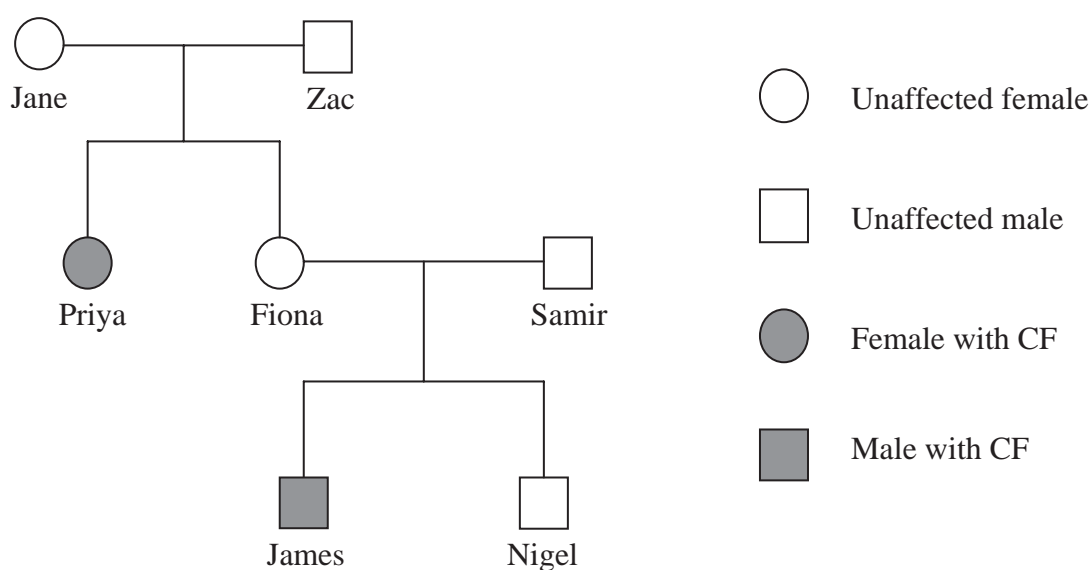 Jane
Zac
Unaffected female
Unaffected male
Priya
Fiona
Samir
Female with CF
Male with CF
James
Nigel